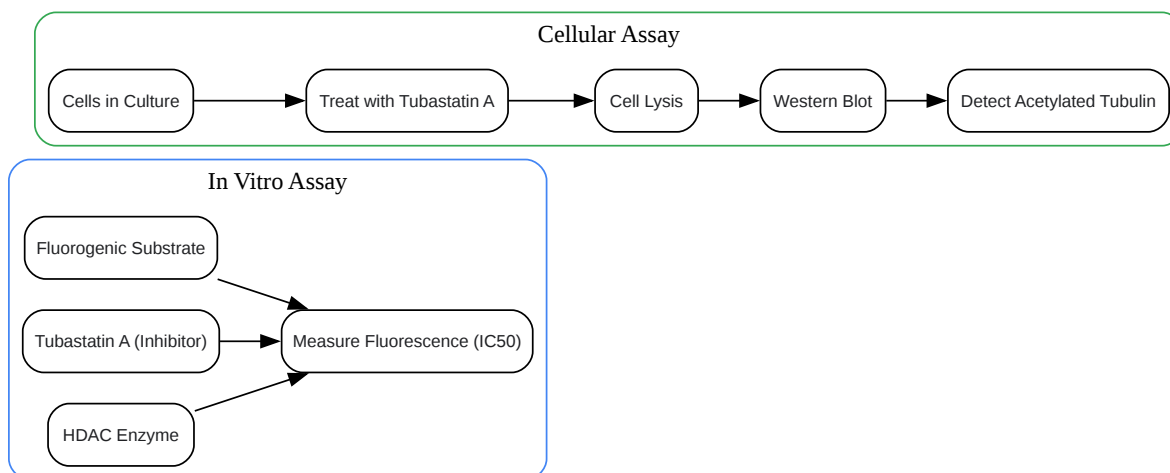 Cellular Assay
Cells in Culture
Treat with Tubastatin A
Cell Lysis
Western Blot
Detect Acetylated Tubulin
In Vitro Assay
Fluorogenic Substrate
Tubastatin A (Inhibitor)
Measure Fluorescence (IC50)
HDAC Enzyme